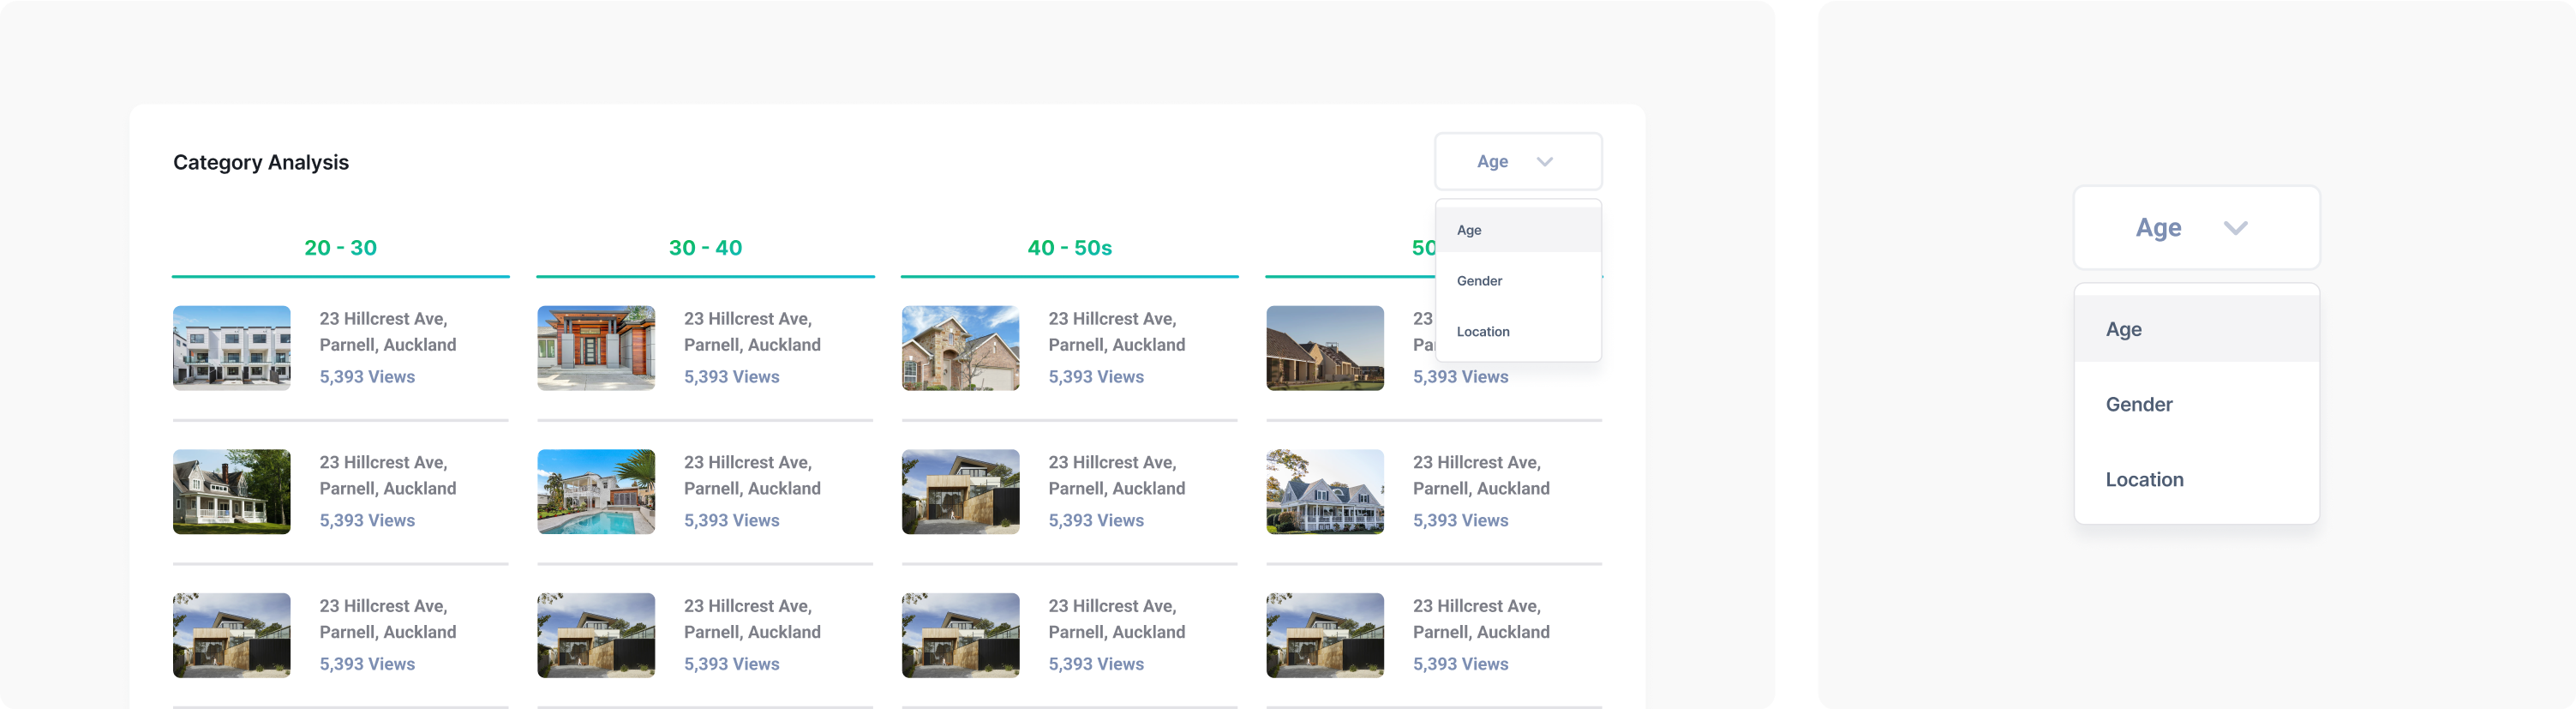 Category Analysis
Age
Age
Gender
Location
20 - 30
30 - 40
40 - 50s
50
23 Hillcrest Ave,
Parnell, Auckland
5,393 Views
23 Hillcrest Ave,
Parnell, Auckland
5,393 Views
23 Hillcrest Ave,
Parnell, Auckland
5,393 Views
23
Pa
5,393 Views
23 Hillcrest Ave,
Parnell, Auckland
5,393 Views
23 Hillcrest Ave,
Parnell, Auckland
5,393 Views
23 Hillcrest Ave,
Parnell, Auckland
5,393 Views
23 Hillcrest Ave,
Parnell, Auckland
5,393 Views
23 Hillcrest Ave,
Parnell, Auckland
5,393 Views
23 Hillcrest Ave,
Parnell, Auckland
5,393 Views
23 Hillcrest Ave,
Parnell, Auckland
5,393 Views
23 Hillcrest Ave,
Parnell, Auckland
5,393 Views
Age
Age
Gender
Location